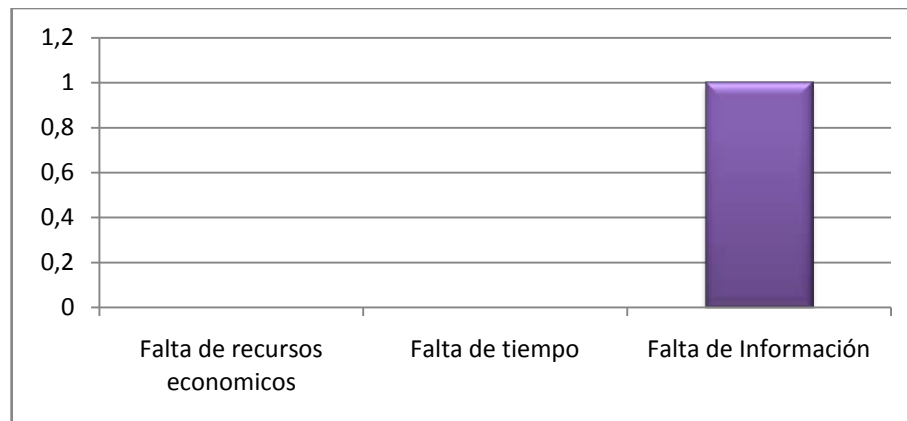 1,2
1
0,8
0,6
0,4
0,2
0
Falta de recursos
economicos
Falta de tiempo
Falta de Información